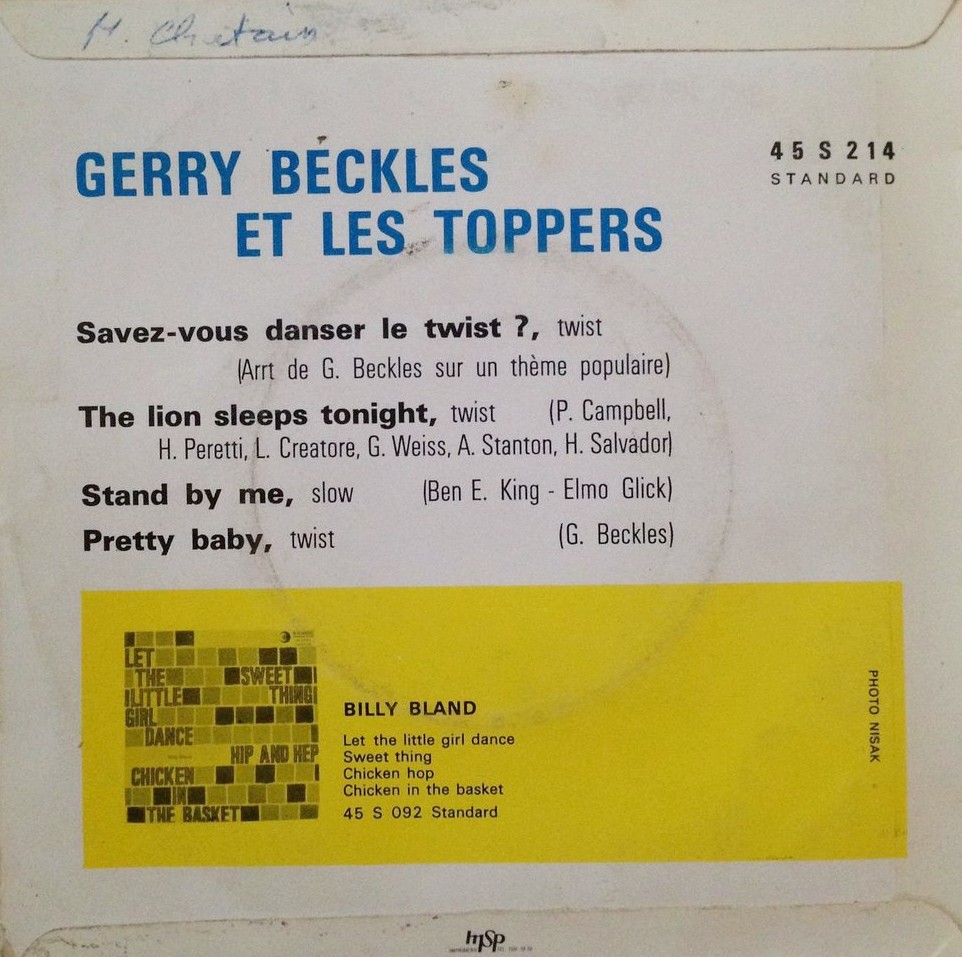 GERRY BECKLES
ET LES TOPPERS
45 S 214
STANDARD
Savez-vous danser le twist ?, twist
(Arrt de G. Beckles sur un thème populaire)
The lion sleeps tonight, twist (P. Campbell,
H. Peretti, L. Creatore, G. Weiss, A. Stanton, H. Salvador)
Stand by me, slow (Ben E. King - Elmo Glick)
Pretty baby, twist (G. Beckles)
LET
THE SWEET
LITTLE THING
GIRL
DANCE
HIP AND HEP
CHICKEN
IN
THE BASKET
BILLY BLAND
Let the little girl dance
Sweet thing
Chicken hop
Chicken in the basket
45 S 092 Standard
PHOTO NISAK